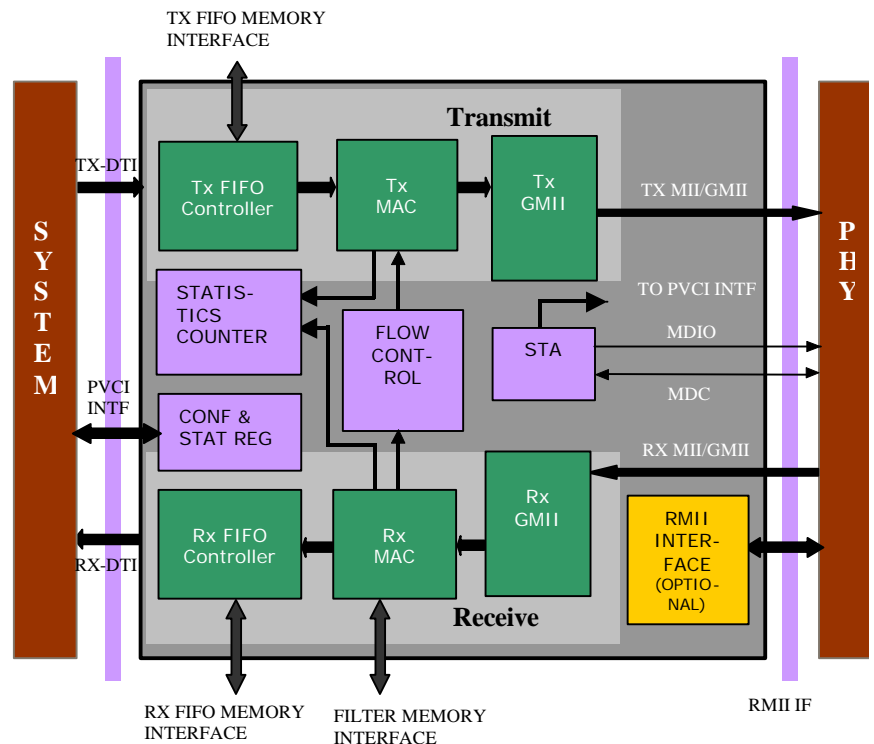 TX FIFO MEMORY
INTERFACE
Transmit
TX-DTI
Tx FIFO
Controller
Tx
MAC
Tx
GMII
TX MII/GMII
SYSTEM
PHY
STATIS-
TICS
COUNTER
FLOW
CONT-
ROL
STA
TO PVCI INTF
MDIO
MDC
PVCI
INTF
CONF &
STAT REG
RX MII/GMII
Rx FIFO
Controller
Rx
MAC
Rx
GMII
RMII
INTER-
FACE
(OPTIO-
NAL)
RX-DTI
Receive
RX FIFO MEMORY
INTERFACE
FILTER MEMORY
INTERFACE
RMII IF